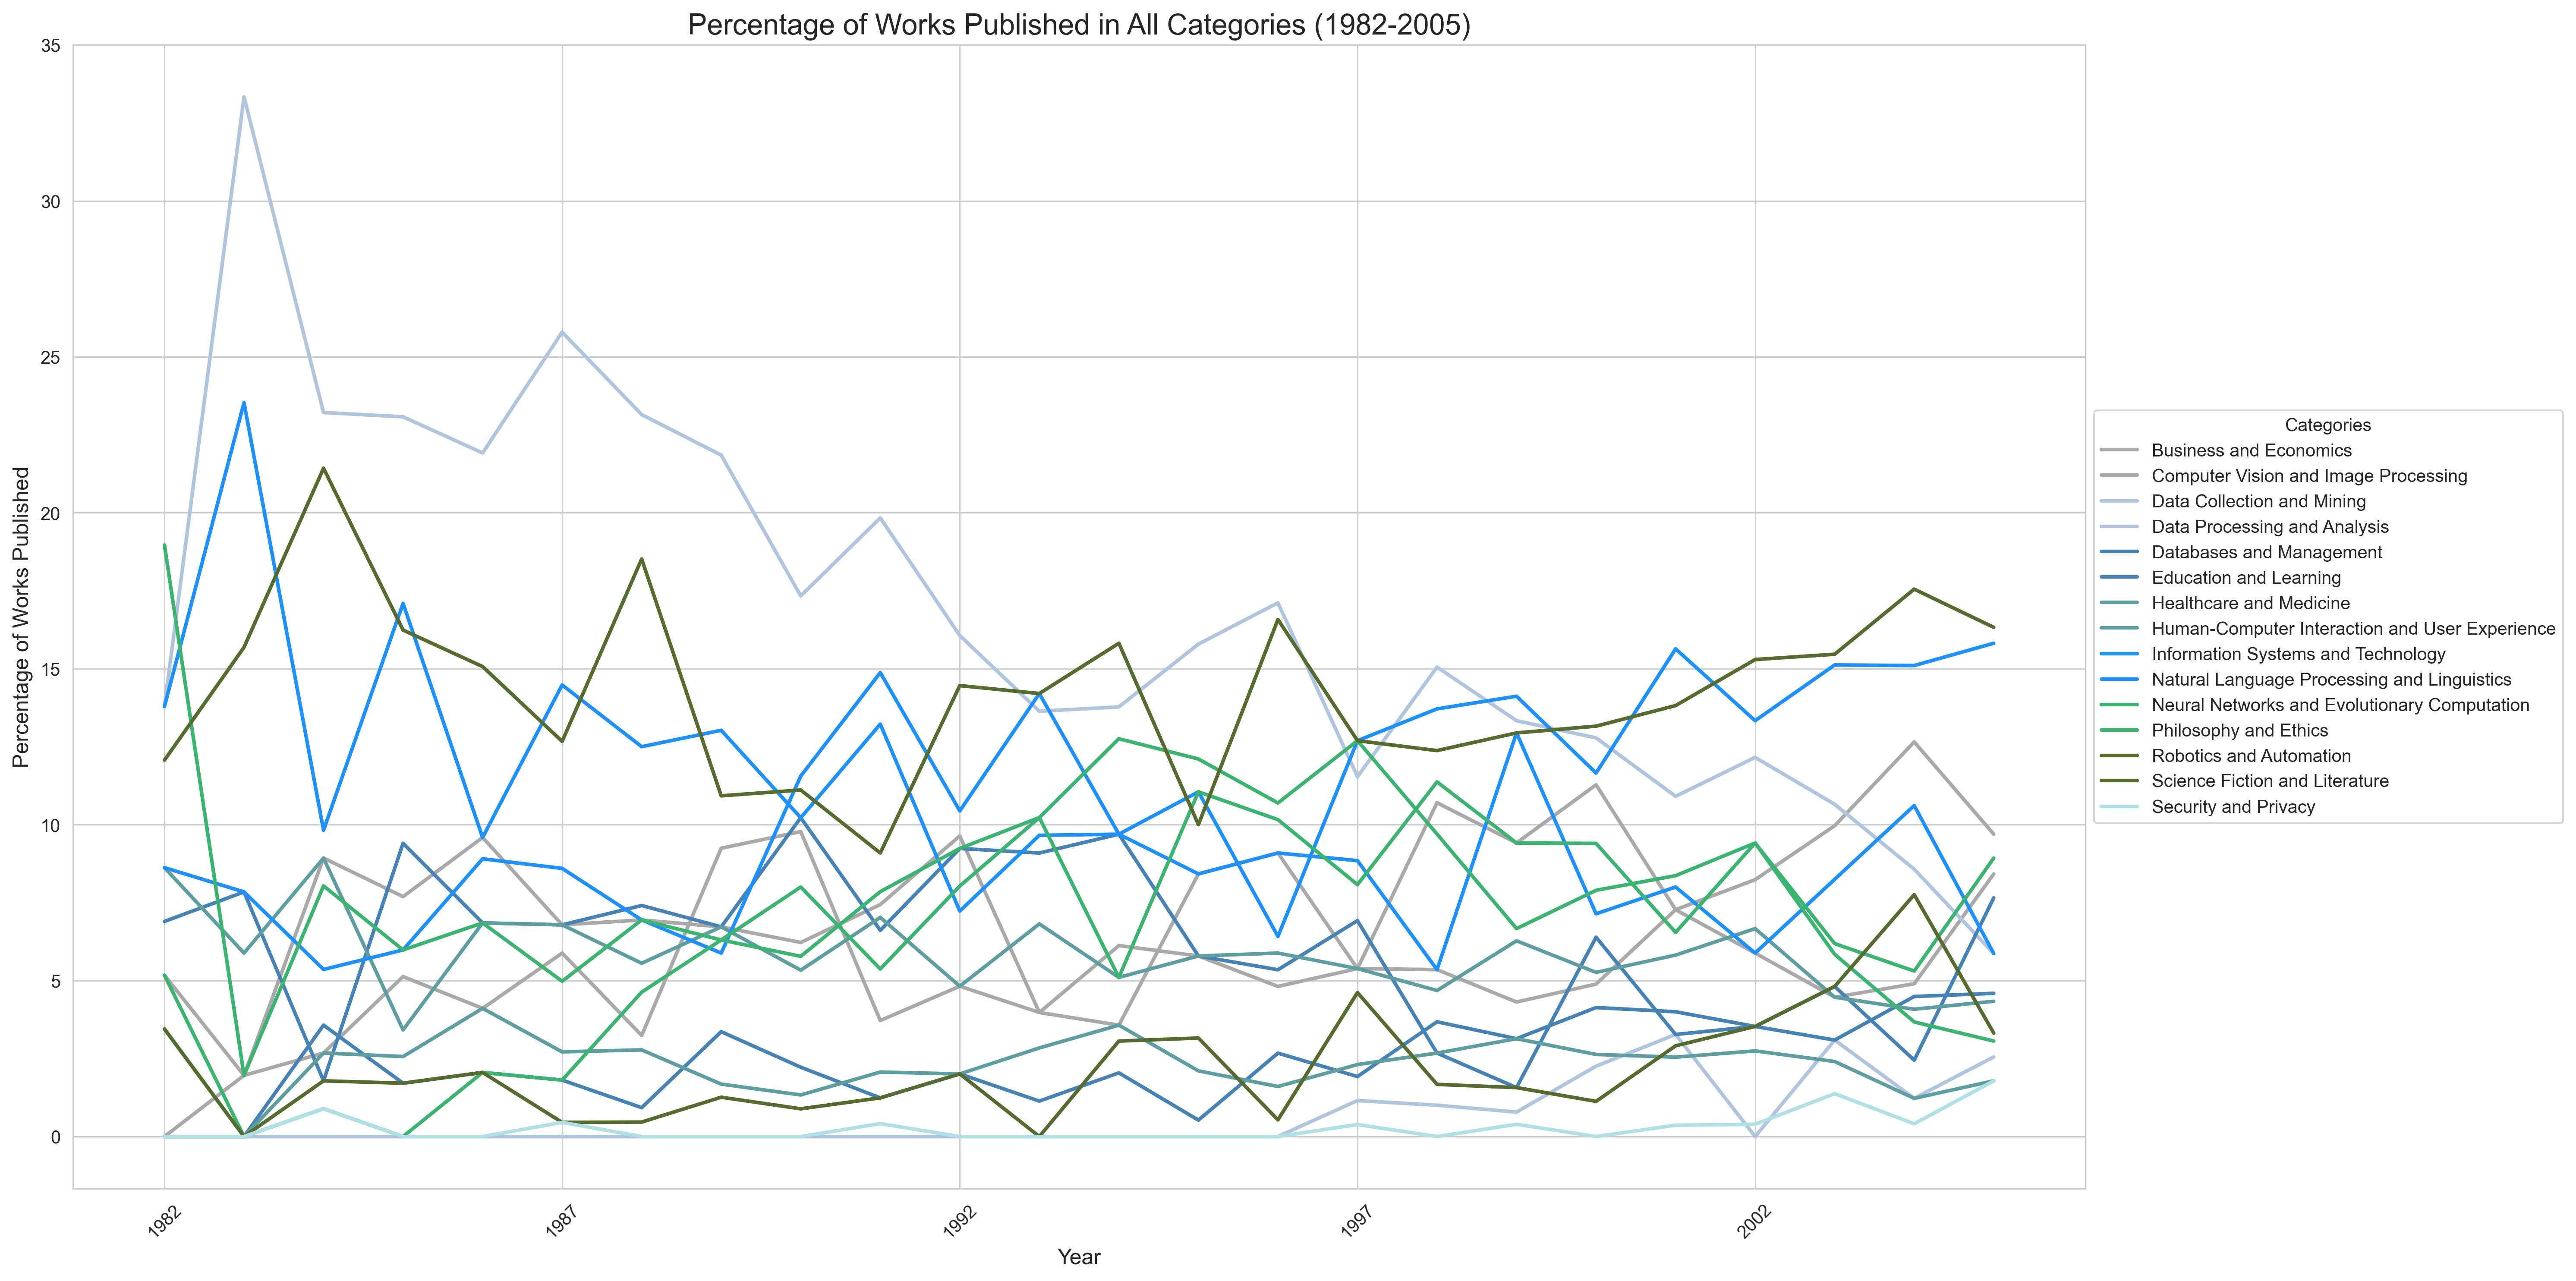 Percentage of Works Published in All Categories (1982-2005)
35
30
25
20
15
10
5
0
Percentage of Works Published
1982
1987
1992
1997
2002
Year
Categories
Business and Economics
Computer Vision and Image Processing
Data Collection and Mining
Data Processing and Analysis
Databases and Management
Education and Learning
Healthcare and Medicine
Human-Computer Interaction and User Experience
Information Systems and Technology
Natural Language Processing and Linguistics
Neural Networks and Evolutionary Computation
Philosophy and Ethics
Robotics and Automation
Science Fiction and Literature
Security and Privacy